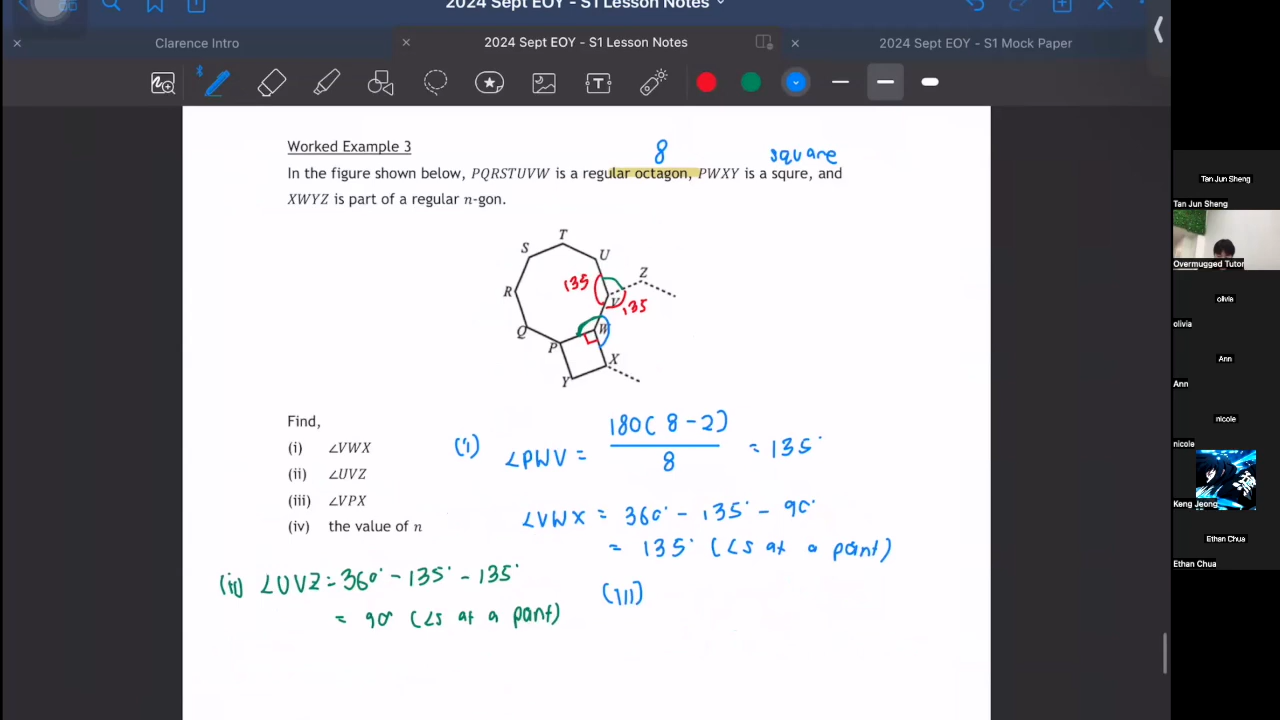 2024 Sept EOY - S1 Lesson Notes
Clarence Intro
2024 Sept EOY - S1 Lesson Notes
2024 Sept EOY - S1 Mock Paper
Worked Example 3
8
square
In the figure shown below, PQRSTUVW is a regular octagon, PWXY is a squre, and
XWYZ is part of a regular n-gon.
T
S
U
Z
135
R
V
135
Q
W
P
X
Y
Find,
(i) ∠VWX
(ii) ∠UVZ
(iii) ∠VPX
(iv) the value of n
(i) ∠PWV = 180(8-2)/8 = 135°
∠VWX = 360° - 135° - 90°
= 135° (∠s at a point)
(ii) ∠UVZ = 360° - 135° - 135°
= 90° (∠s at a point)
(iii)
Tan Jun Sheng
Tan Jun Sheng
Overmugged Tutor
olivia
olivia
Ann
Ann
nicole
nicole
Keng Jeong
Ethan Chua
Ethan Chua